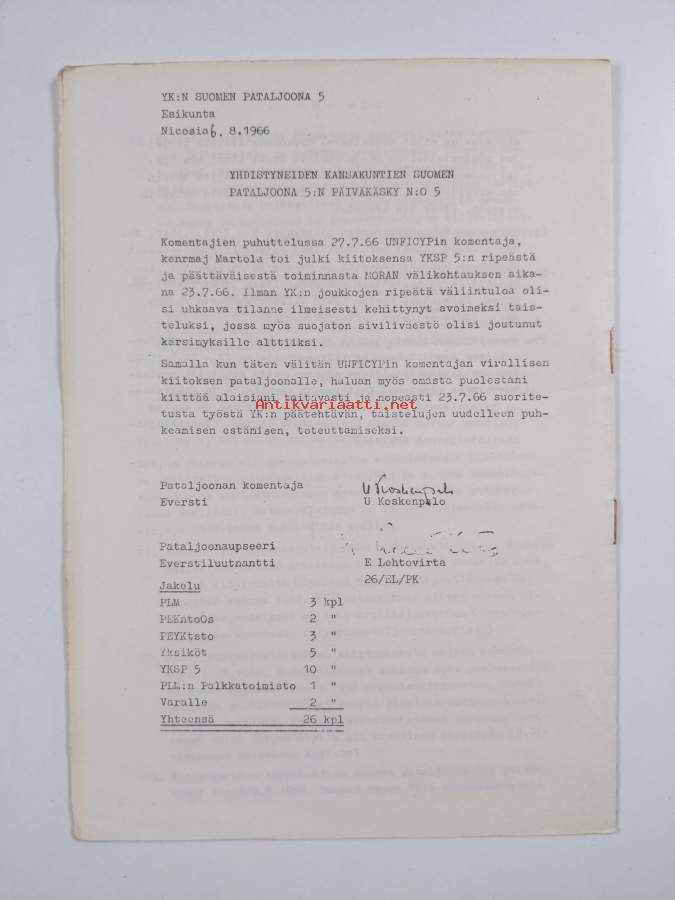 YK:N SUOMEN PATALJOONA 5
Esikunta
Nicosia 6. 8.1966
YHDISTYNEIDEN KANSAKUNTIEN SUOMEN
PATALJOONA 5:N PÄIVÄKÄSKY N:O 5
Komentajien puhuttelussa 27.7.66 UNFICYPin komentaja,
kenrmaj Martola toi julki kiitoksensa YKSP 5:n ripeästä
ja päättäväisestä toiminnasta MORAN välikohtauksen aika-
na 23.7.66. Ilman YK:n joukkojen ripeätä väliintuloa oli-
si uhkaava tilanne ilmeisesti kehittynyt avoimeksi tais-
teluksi, jossa myös suojaton siviliväestö olisi joutunut
kärsimyksille alttiiksi.
Samalla kun täten välitän UNFICYPin komentajan virallisen
kiitoksen pataljoonalle, haluan myös omasta puolestani
kiittää alaisiani taitavasti ja nopeasti 23.7.66 suorite-
Antikvariaatti.net
tusta työstä YK:n päätehtävän, taistelujen uudelleen puh-
keamisen estämisen, toteuttamiseksi.
Pataljoonan komentaja U Koskenpalo
Eversti U Koskenpalo
Pataljoonaupseeri
Everstiluutnantti E Lehtovirta
26/EL/PK
Jakelu
PLM 3 kpl
PEKntoOs 2 "
PEYKtsto 3 "
Yksiköt 5 "
YKSP 5 10 "
PLM:n Palkkatoimisto 1 "
Varalle 2 "
Yhteensä 26 kpl